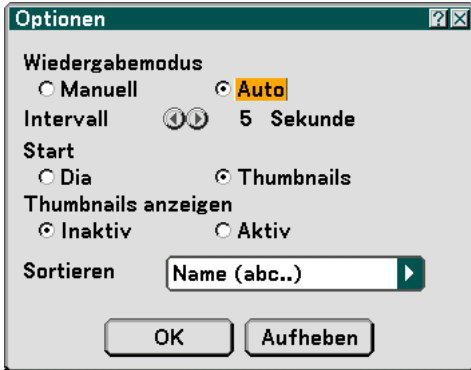 Optionen
Wiedergabemodus
Manuell Auto
Intervall 5 Sekunde
Start
Dia Thumbnails
Thumbnails anzeigen
Inaktiv Aktiv
Sortieren Name (abc..)
OK Aufheben